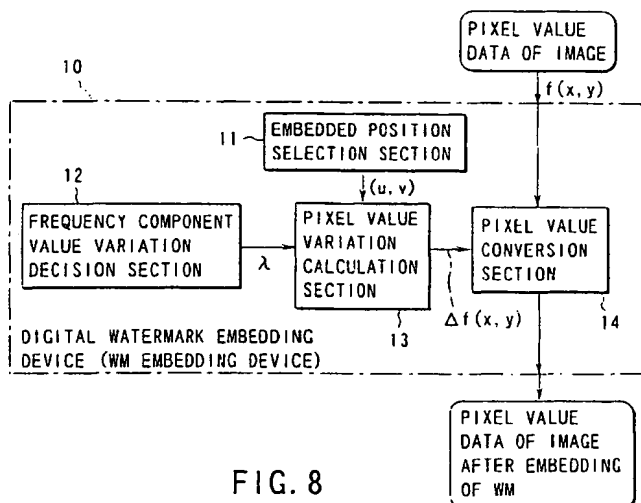 PIXEL VALUE
DATA OF IMAGE
10
f(x, y)
11
EMBEDDED POSITION
SELECTION SECTION
12
(u, v)
FREQUENCY COMPONENT
VALUE VARIATION
DECISION SECTION
λ
PIXEL VALUE
VARIATION
CALCULATION
SECTION
PIXEL VALUE
CONVERSION
SECTION
Δf(x, y)
13
14
DIGITAL WATERMARK EMBEDDING
DEVICE (WM EMBEDDING DEVICE)
PIXEL VALUE
DATA OF IMAGE
AFTER EMBEDDING
OF WM
FIG. 8